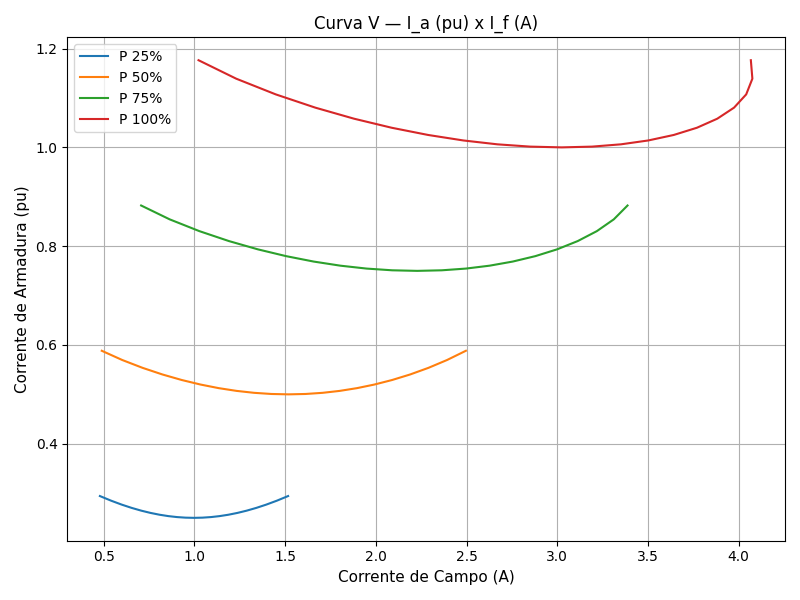 Curva V — I_a (pu) x I_f (A)
P 25%
P 50%
P 75%
P 100%
1.2
1.0
0.8
0.6
0.4
Corrente de Armadura (pu)
0.5 1.0 1.5 2.0 2.5 3.0 3.5 4.0
Corrente de Campo (A)